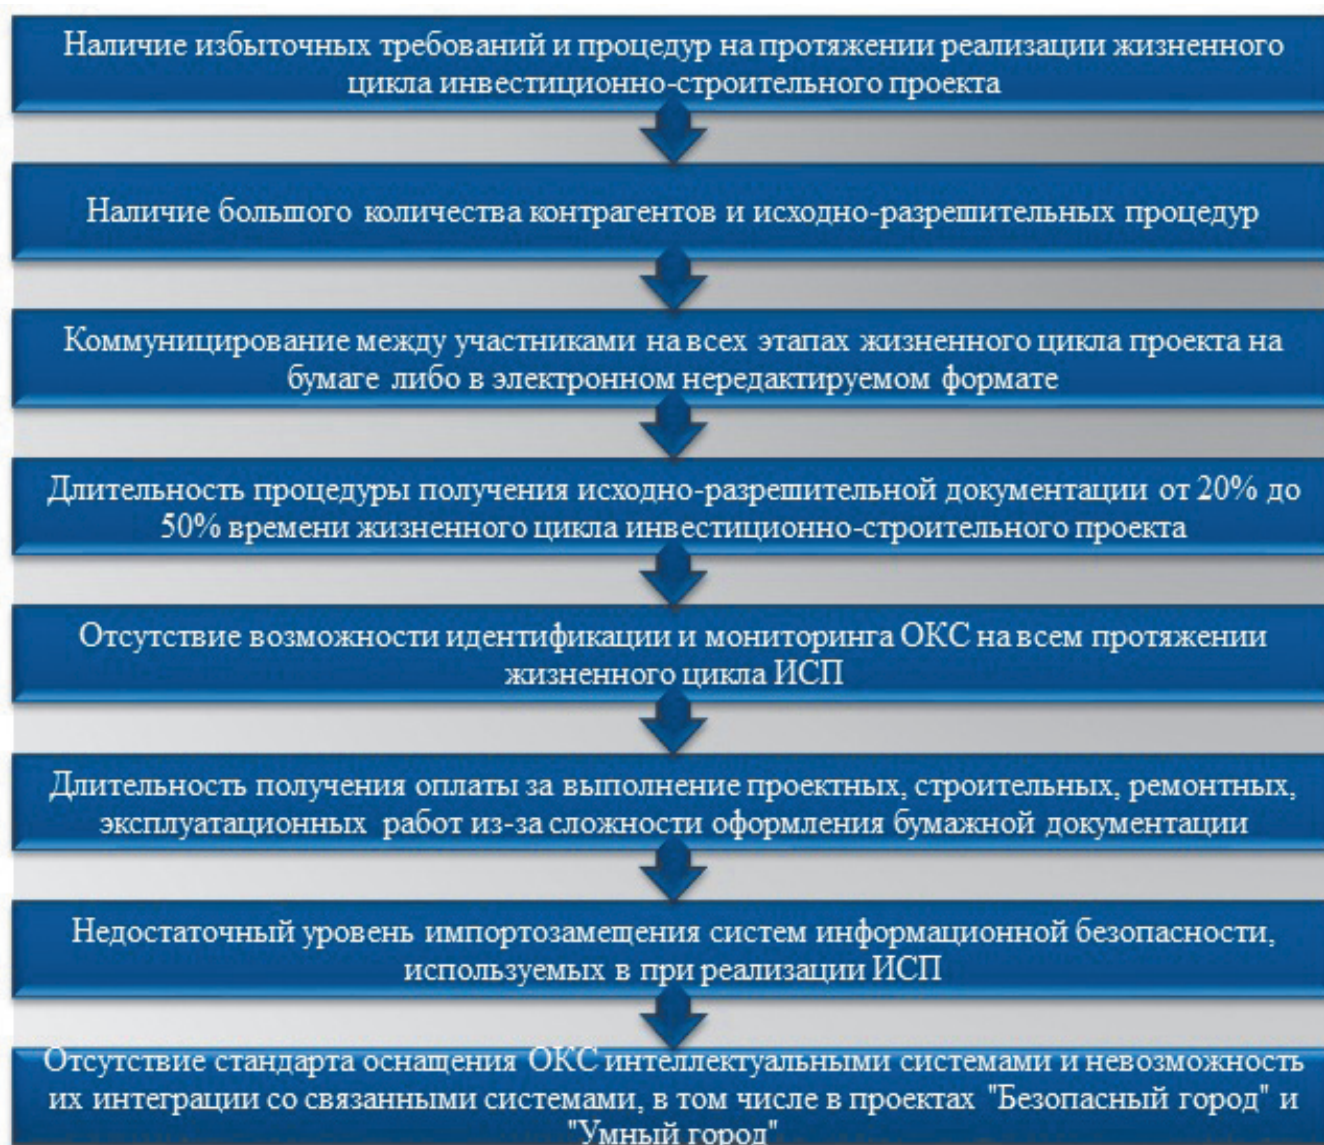 Наличие избыточных требований и процедур на протяжении реализации жизненного
цикла инвестиционно-строительного проекта
Наличие большого количества контрагентов и исходно-разрешительных процедур
Коммуницирование между участниками на всех этапах жизненного цикла проекта на
бумаге либо в электронном нередактируемом формате
Длительность процедуры получения исходно-разрешительной документации от 20% до
50% времени жизненного цикла инвестиционно-строительного проекта
Отсутствие возможности идентификации и мониторинга ОКС на всем протяжении
жизненного цикла ИСП
Длительность получения оплаты за выполнение проектных, строительных, ремонтных,
эксплуатационных работ из-за сложности оформления бумажной документации
Недостаточный уровень импортозамещения систем информационной безопасности,
используемых в при реализации ИСП
Отсутствие стандарта оснащения ОКС интеллектуальными системами и невозможность
их интеграции со связанными системами, в том числе в проектах "Безопасный город" и
"Умный город"